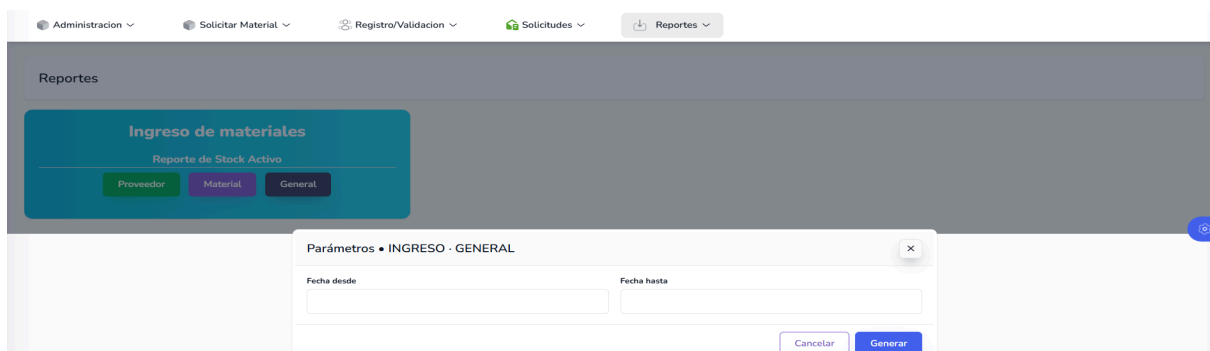 Administracion Solicitar Material Registro/Validacion Solicitudes Reportes
Reportes
Ingreso de materiales
Reporte de Stock Activo
Proveedor Material General
Parámetros • INGRESO · GENERAL
Fecha desde Fecha hasta
Cancelar Generar